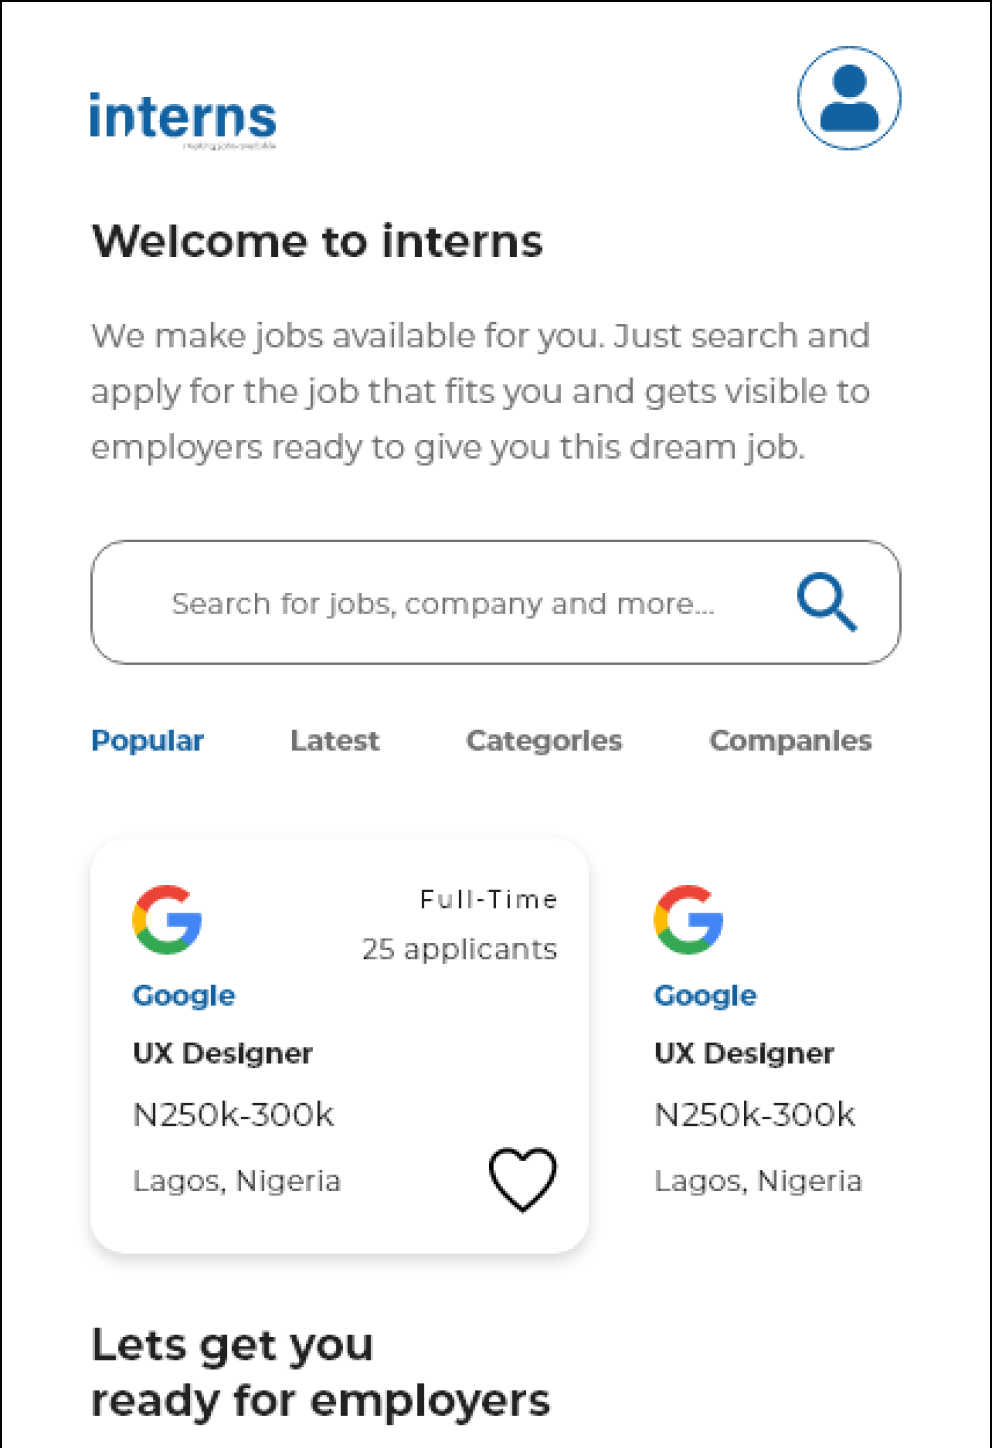 interns
making jobs available
Welcome to interns
We make jobs available for you. Just search and
apply for the job that fits you and gets visible to
employers ready to give you this dream job.
Search for jobs, company and more...
Popular Latest Categories Companies
Full-Time
25 applicants
Google
UX Designer
N250k-300k
Lagos, Nigeria
Google
UX Designer
N250k-300k
Lagos, Nigeria
Lets get you
ready for employers